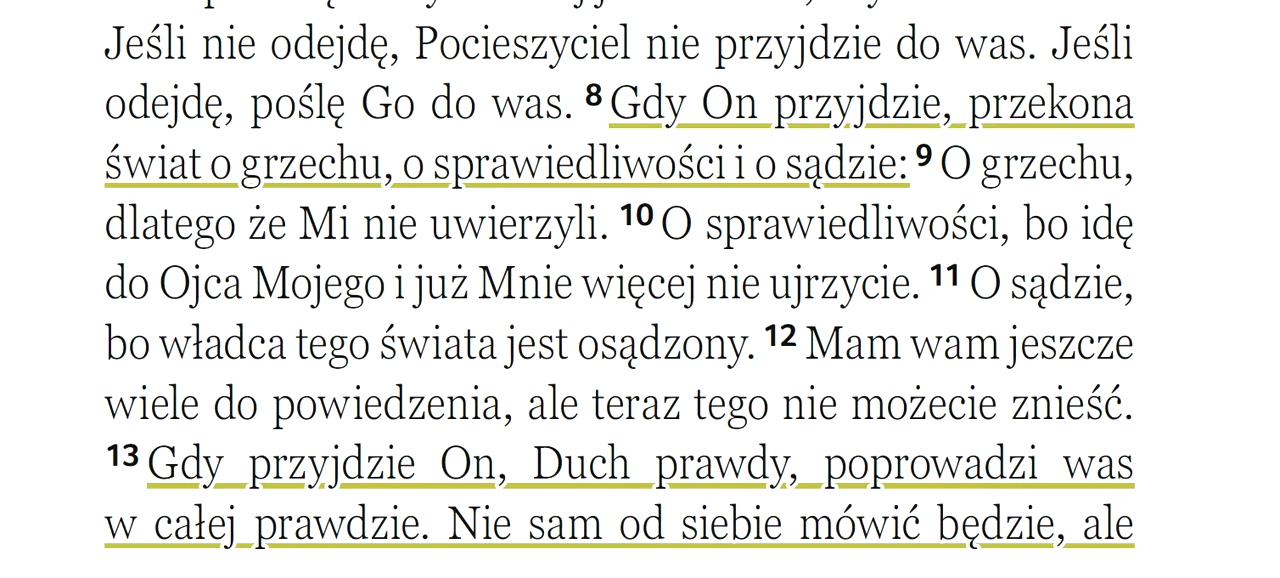 Jeśli nie odejdę, Pocieszyciel nie przyjdzie do was. Jeśli
odejdę, poślę Go do was. 8 Gdy On przyjdzie, przekona
świat o grzechu, o sprawiedliwości i o sądzie: 9 O grzechu,
dlatego że Mi nie uwierzyli. 10 O sprawiedliwości, bo idę
do Ojca Mojego i już Mnie więcej nie ujrzycie. 11 O sądzie,
bo władca tego świata jest osądzony. 12 Mam wam jeszcze
wiele do powiedzenia, ale teraz tego nie możecie znieść.
13 Gdy przyjdzie On, Duch prawdy, poprowadzi was
w całej prawdzie. Nie sam od siebie mówić będzie, ale